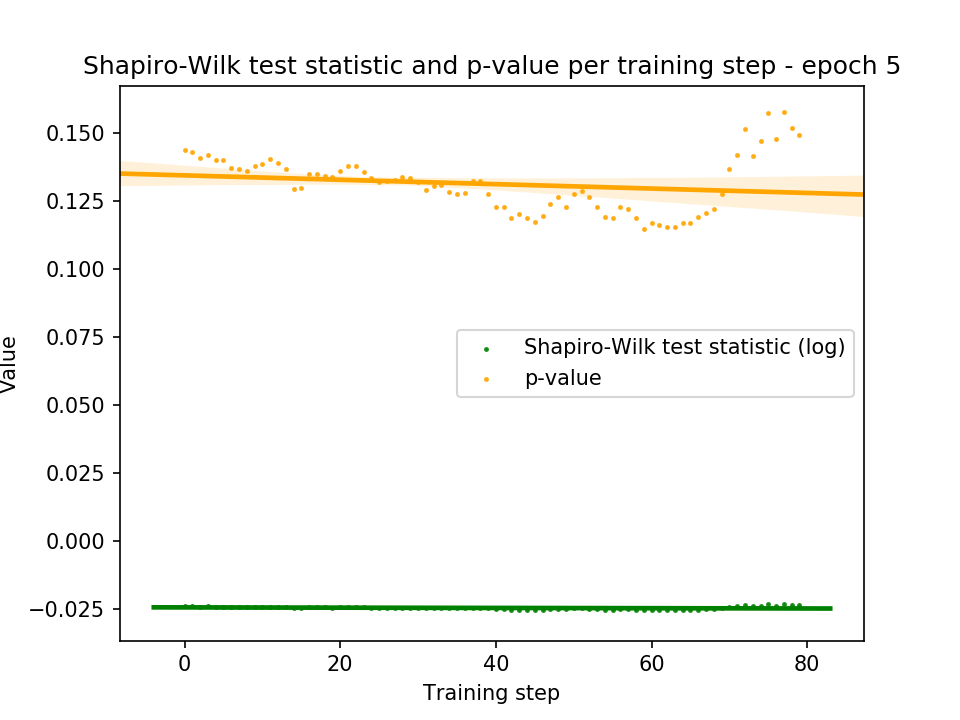 Shapiro-Wilk test statistic and p-value per training step - epoch 5
0.150
0.125
0.100
0.075
0.050
0.025
0.000
−0.025
Value
Shapiro-Wilk test statistic (log)
p-value
0 20 40 60 80
Training step